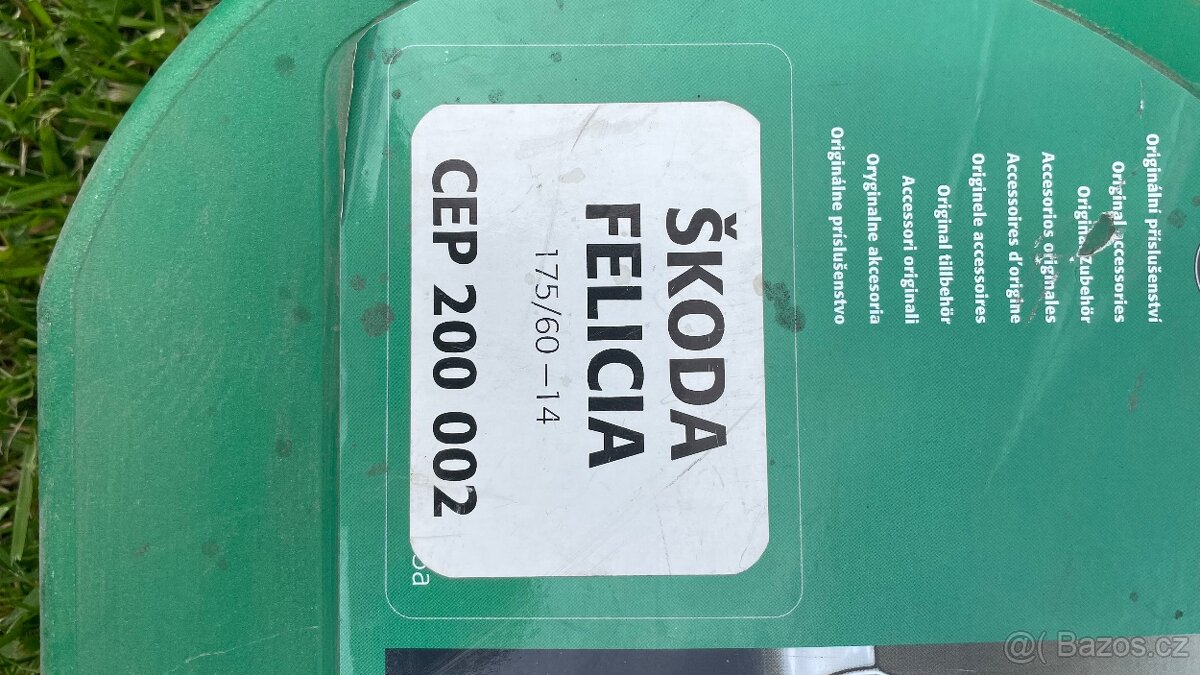 Originální příslušenství
Original accessories
Original zubehör
Accesorios originales
Accessoires d'origine
Originele accessoires
Original tillbehör
Accessori originali
Oryginalne akcesoria
Originálne príslušenstvo
ŠKODA
FELICIA
175/60-14
CEP 200 002
@( Bazos.cz